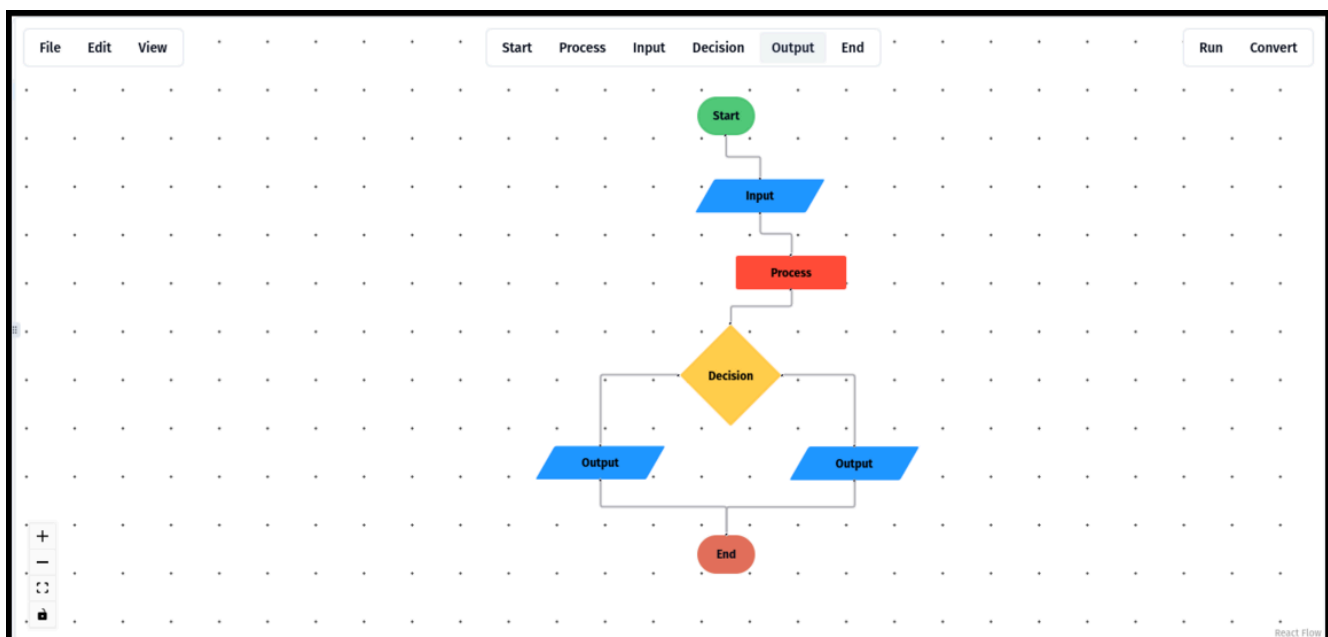 File Edit View
Start Process Input Decision Output End
Run Convert
Start
Input
Process
Decision
Output
Output
End
React Flow